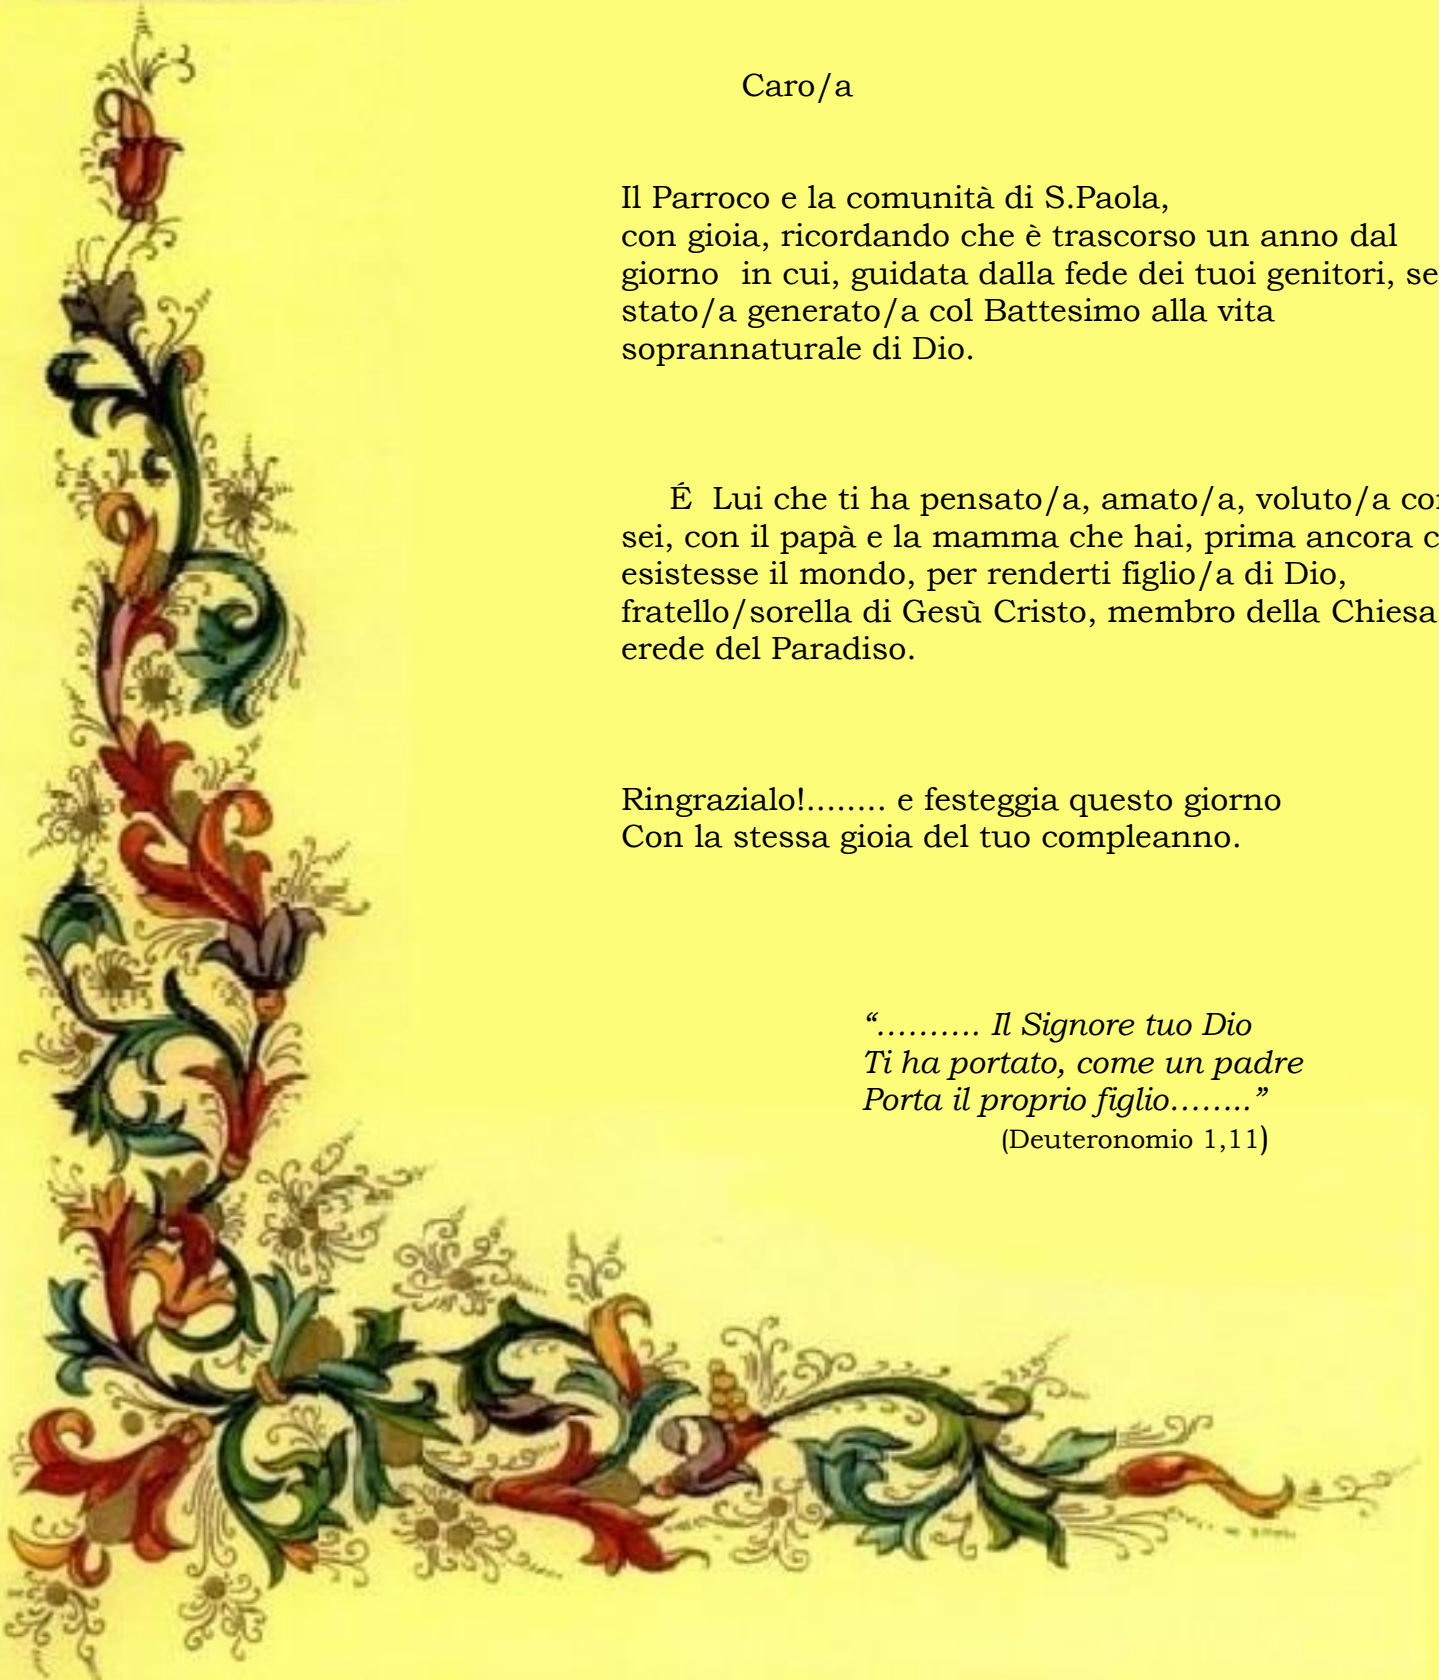 Caro/a
Il Parroco e la comunità di S.Paola,
con gioia, ricordando che è trascorso un anno dal
giorno  in cui, guidata dalla fede dei tuoi genitori, se
stato/a generato/a col Battesimo alla vita
soprannaturale di Dio.
É  Lui che ti ha pensato/a, amato/a, voluto/a
sei, con il papà e la mamma che hai, prima ancora
esistesse il mondo, per renderti figlio/a di Dio,
fratello/sorella di Gesù Cristo, membro della Chiesa
erede del Paradiso.
Ringrazialo!........ e festeggia questo giorno
Con la stessa gioia del tuo compleanno.
“………. Il Signore tuo Dio
Ti ha portato, come un padre
Porta il proprio figlio……..”
(Deuteronomio 1,11)